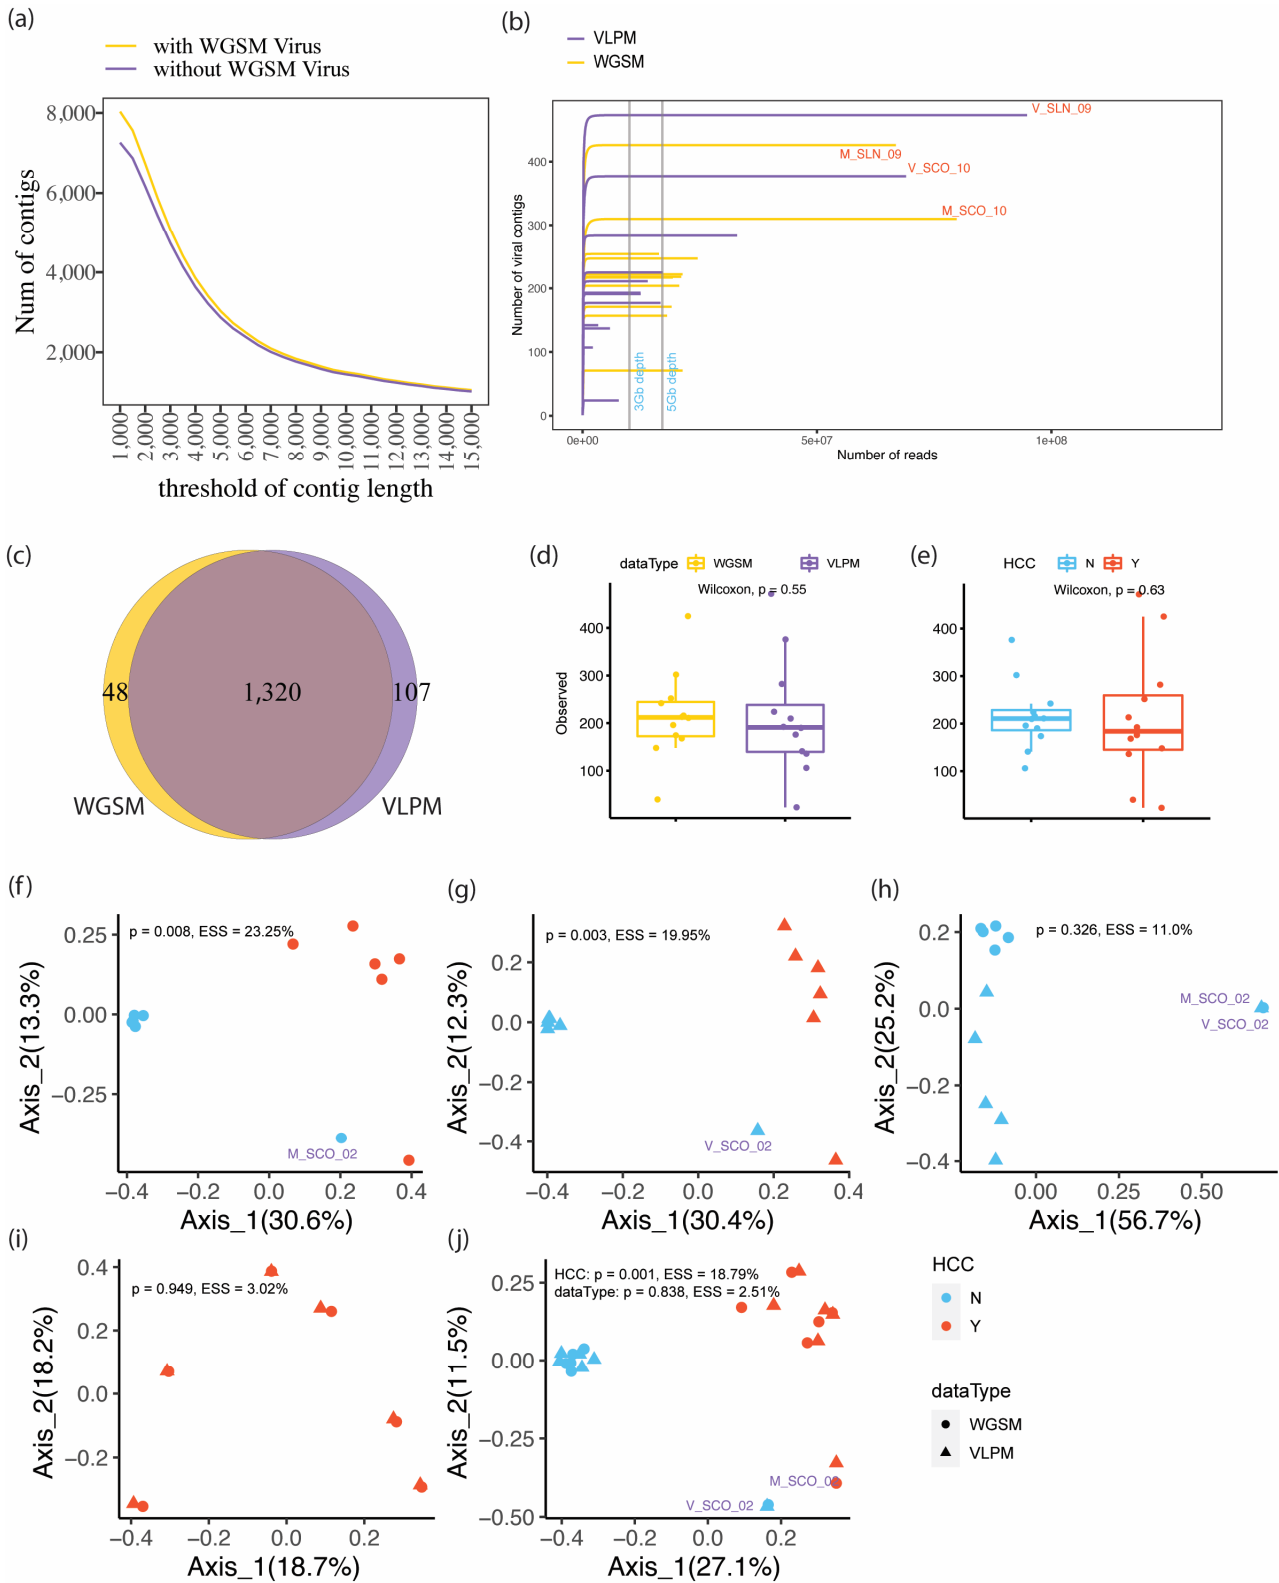 (a)
with WGSM Virus
without WGSM Virus
8,000
6,000
4,000
2,000
Num of contigs
1,000
2,000
3,000
4,000
5,000
6,000
7,000
8,000
9,000
10,000
11,000
12,000
13,000
14,000
15,000
threshold of contig length
(b)
VLPM
WGSM
V_SLN_09
M_SLN_09
V_SCO_10
M_SCO_10
400
300
200
100
0
Number of viral contigs
3Gb depth
5Gb depth
0e+00
5e+07
1e+08
Number of reads
(c)
48
1,320
107
WGSM
VLPM
(d)
dataType
WGSM
VLPM
Wilcoxon, p = 0.55
400
300
200
100
Observed
(e)
HCC
N
Y
Wilcoxon, p = 0.63
400
300
200
100
(f)
p = 0.008, ESS = 23.25%
0.25
0.00
−0.25
Axis_2(13.3%)
M_SCO_02
−0.4
−0.2
0.0
0.2
0.4
Axis_1(30.6%)
(g)
p = 0.003, ESS = 19.95%
0.2
0.0
−0.2
−0.4
Axis_2(12.3%)
V_SCO_02
−0.4
−0.2
0.0
0.2
0.4
Axis_1(30.4%)
(h)
p = 0.326, ESS = 11.0%
0.2
0.0
−0.2
−0.4
Axis_2(25.2%)
M_SCO_02
V_SCO_02
0.00
0.25
0.50
Axis_1(56.7%)
(i)
p = 0.949, ESS = 3.02%
0.4
0.2
0.0
−0.2
Axis_2(18.2%)
−0.4
−0.2
0.0
0.2
Axis_1(18.7%)
(j)
HCC: p = 0.001, ESS = 18.79%
dataType: p = 0.838, ESS = 2.51%
0.25
0.00
−0.25
−0.50
Axis_2(11.5%)
M_SCO_02
V_SCO_02
−0.4
−0.2
0.0
0.2
Axis_1(27.1%)
HCC
N
Y
dataType
WGSM
VLPM